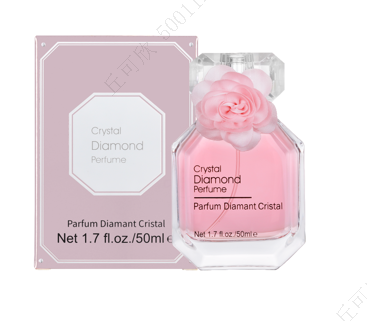 Crystal
Diamond
Perfume
Parfum Diamant Cristal
Net 1.7 fl.oz./50ml e
Crystal
Diamond
Perfume
Parfum Diamant Cristal
Net 1.7 fl.oz./50ml e